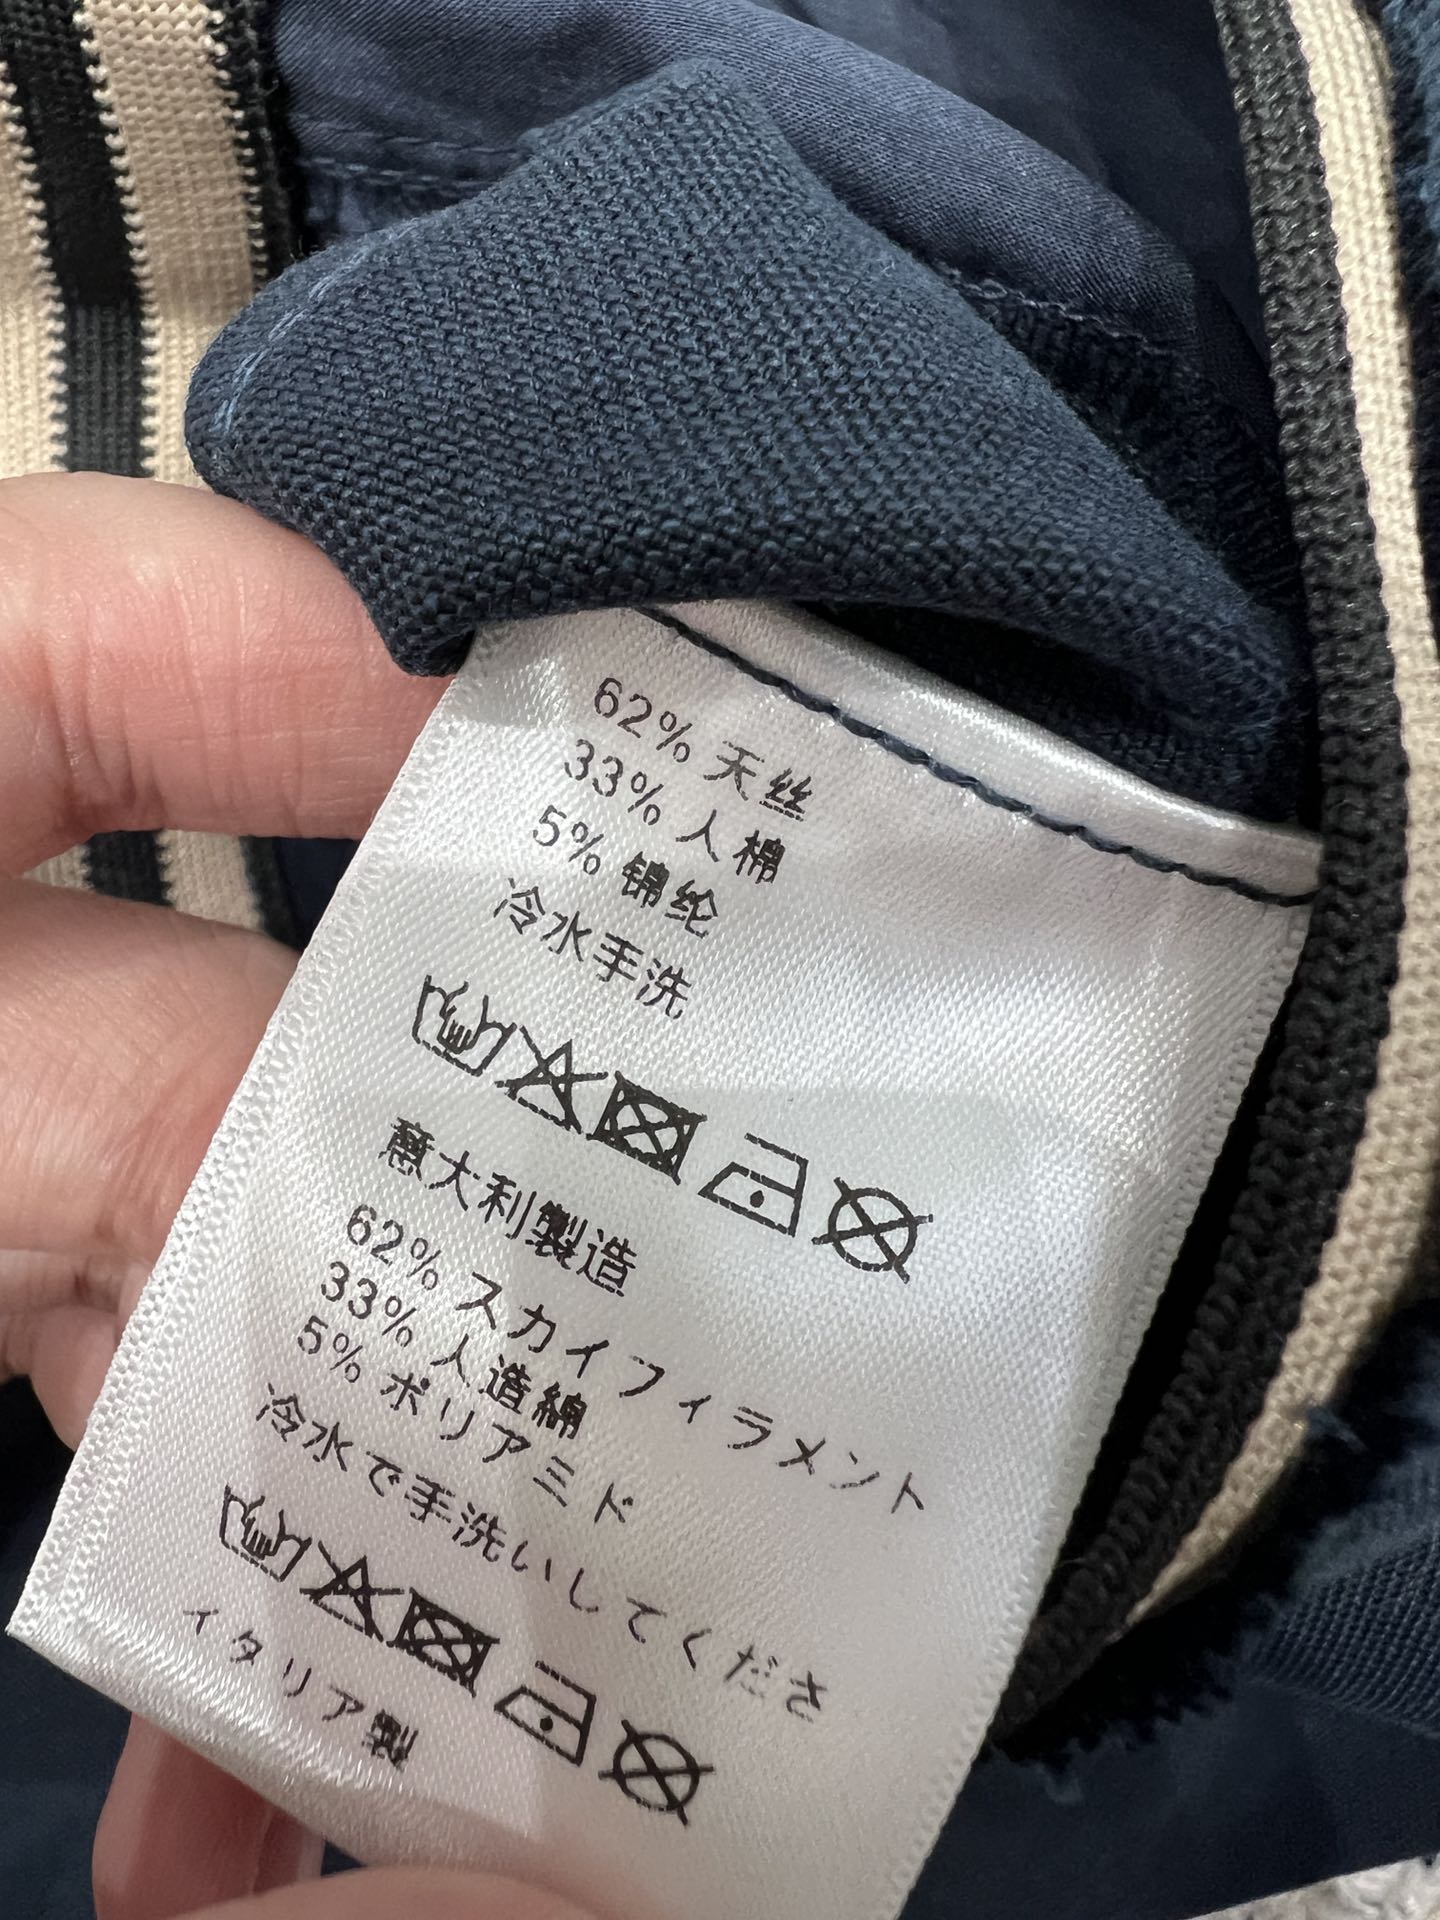 62% 天丝
33% 人棉
5% 锦纶
冷水手洗
意大利製造
62% スカイフィラメント
33% 人造綿
5% ポリアミド
冷水で手洗いしてくださ
イタリア製